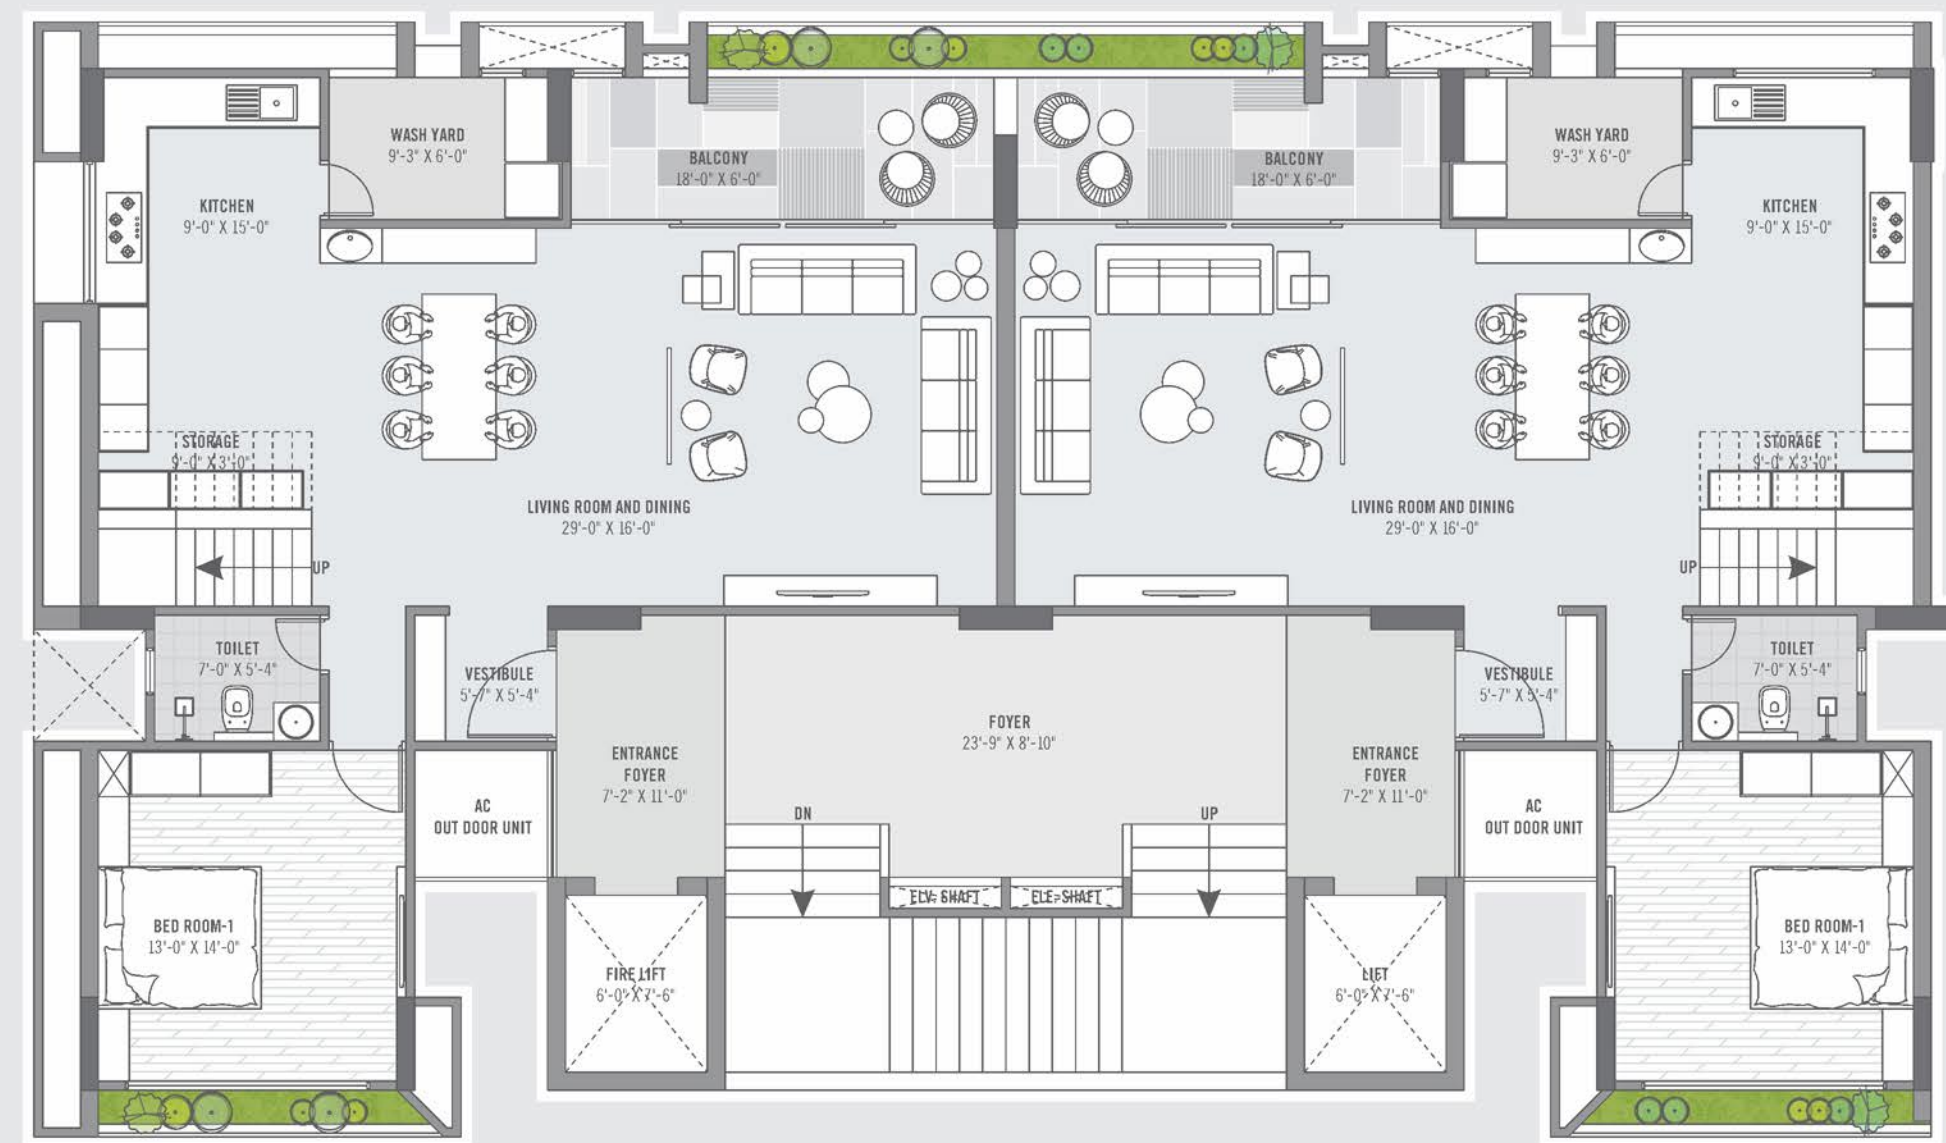 WASH YARD
9'-3" X 6'-0"
BALCONY
18'-0" X 6'-0"
BALCONY
18'-0" X 6'-0"
WASH YARD
9'-3" X 6'-0"
KITCHEN
9'-0" X 15'-0"
KITCHEN
9'-0" X 15'-0"
STORAGE
9'-0" X 3'-0"
STORAGE
9'-0" X 3'-0"
LIVING ROOM AND DINING
29'-0" X 16'-0"
LIVING ROOM AND DINING
29'-0" X 16'-0"
UP
UP
TOILET
7'-0" X 5'-4"
VESTIBULE
5'-7" X 5'-4"
VESTIBULE
5'-7" X 5'-4"
TOILET
7'-0" X 5'-4"
FOYER
23'-9" X 8'-10"
ENTRANCE
FOYER
7'-2" X 11'-0"
ENTRANCE
FOYER
7'-2" X 11'-0"
AC
OUT DOOR UNIT
DN
UP
AC
OUT DOOR UNIT
ELV. SHAFT
ELE. SHAFT
BED ROOM-1
13'-0" X 14'-0"
FIRE LIFT
6'-0" X 7'-6"
LIFT
6'-0" X 7'-6"
BED ROOM-1
13'-0" X 14'-0"